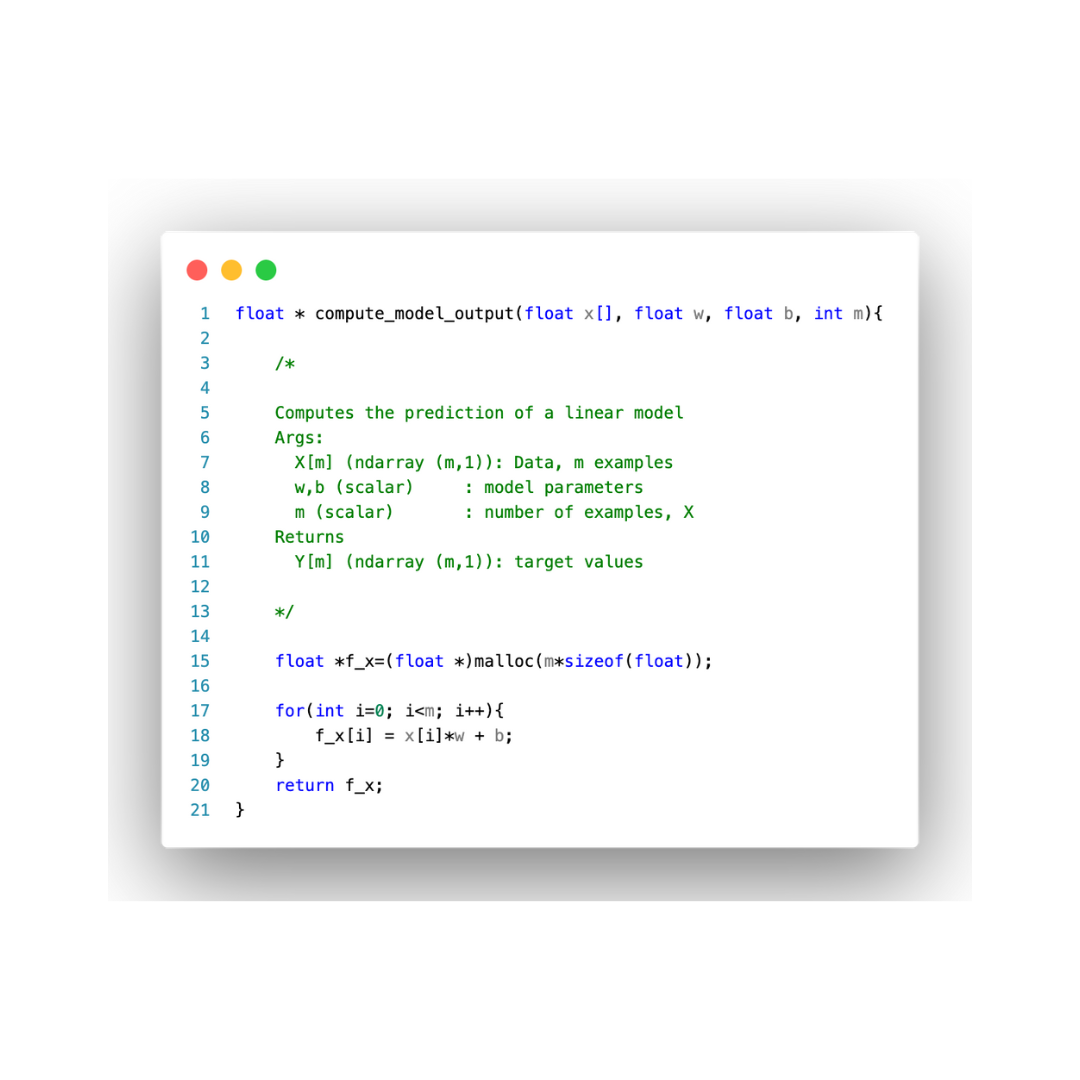 1 float * compute_model_output(float x[], float w, float b, int m){
2
3     /*
4
5     Computes the prediction of a linear model
6     Args:
7       X[m] (ndarray (m,1)): Data, m examples
8       w,b (scalar)     : model parameters
9       m (scalar)       : number of examples, X
10     Returns
11       Y[m] (ndarray (m,1)): target values
12
13     */
14
15     float *f_x=(float *)malloc(m*sizeof(float));
16
17     for(int i=0; i<m; i++){
18         f_x[i] = x[i]*w + b;
19     }
20     return f_x;
21 }